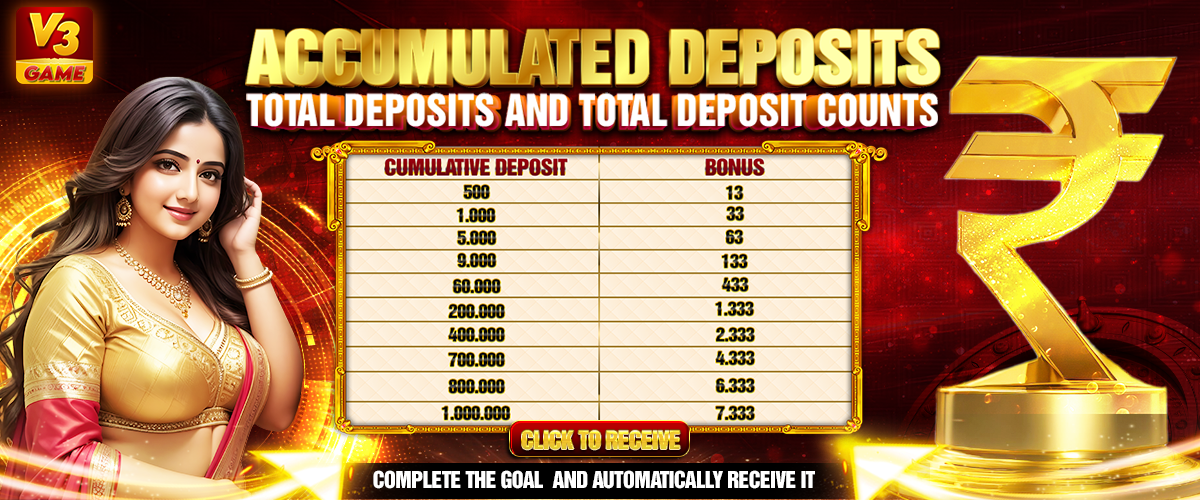 V3
GAME
ACCUMULATED DEPOSITS
TOTAL DEPOSITS AND TOTAL DEPOSIT COUNTS
CUMULATIVE DEPOSIT BONUS
500 13
1.000 33
5.000 63
9.000 133
60.000 433
200.000 1.333
400.000 2.333
700.000 4.333
800.000 6.333
1.000.000 7.333
CLICK TO RECEIVE
COMPLETE THE GOAL AND AUTOMATICALLY RECEIVE IT
₹